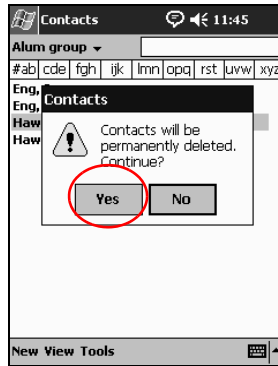 Contacts 11:45
Alum group
#ab cde fgh ijk lmn opq rst uvw xyz
Eng,
Eng,
Haw
Haw
Contacts
Contacts will be
permanently deleted.
Continue?
Yes No
New View Tools